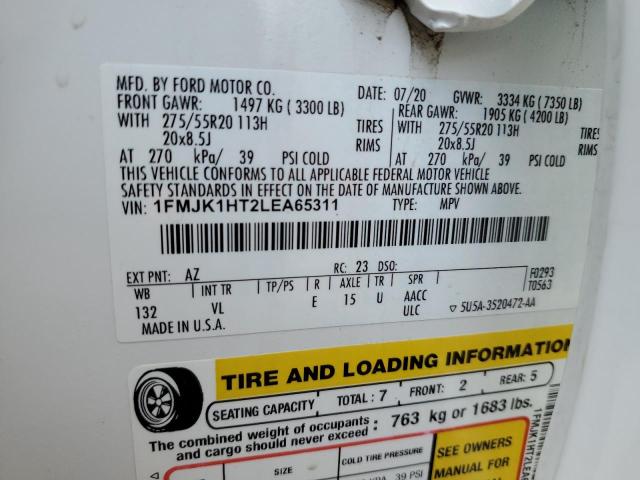 MFD. BY FORD MOTOR CO.
DATE: 07/20 GVWR: 3334 KG (7350 LB)
FRONT GAWR: 1497 KG (3300 LB) REAR GAWR: 1905 KG (4200 LB)
WITH 275/55R20 113H TIRES WITH 275/55R20 113H TIRES
20x8.5J RIMS 20x8.5J RIMS
AT 270 kPa/ 39 PSI COLD AT 270 kPa/ 39 PSI COLD
THIS VEHICLE CONFORMS TO ALL APPLICABLE FEDERAL MOTOR VEHICLE
SAFETY STANDARDS IN EFFECT ON THE DATE OF MANUFACTURE SHOWN ABOVE.
VIN: 1FMJK1HT2LEA65311 TYPE: MPV
EXT PNT: AZ RC: 23 DSO: F0293
WB INT TR TP/PS R AXLE TR SPR T0563
132 VL E 15 U AACC
ULC ▽ 5U5A-3520472-AA
MADE IN U.S.A.
TIRE AND LOADING INFORMATION
SEATING CAPACITY TOTAL: 7 FRONT: 2 REAR: 5
The combined weight of occupants : 763 kg or 1683 lbs.
and cargo should never exceed
SIZE COLD TIRE PRESSURE SEE OWNERS
39 PSI MANUAL FOR
1FMJK1HT2LEA